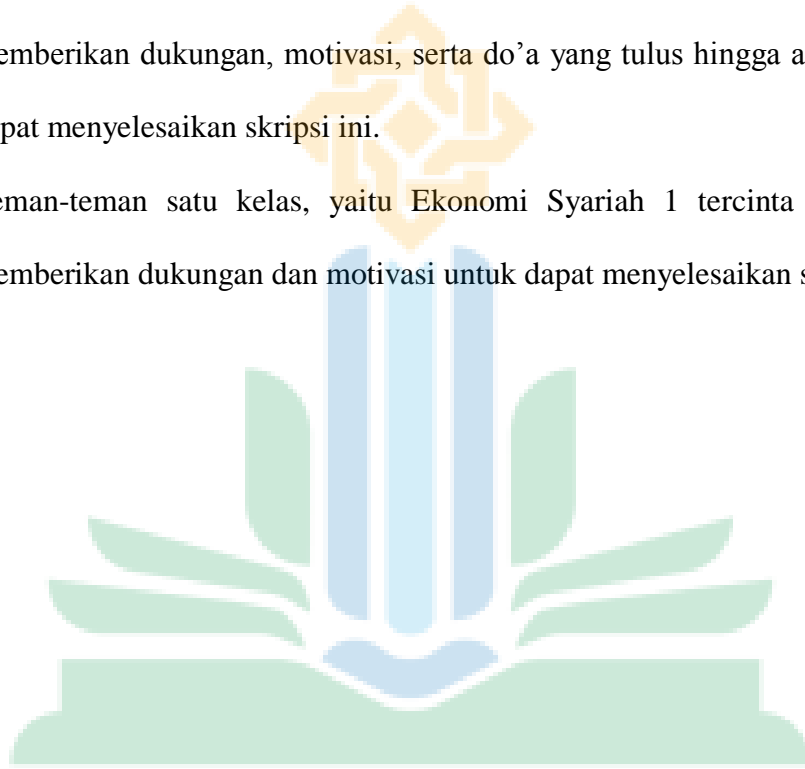 emberikan dukungan, motivasi, serta do’a yang tulus hingga a
pat menyelesaikan skripsi ini.
eman-teman satu kelas, yaitu Ekonomi Syariah 1 tercinta
emberikan dukungan dan motivasi untuk dapat menyelesaikan s